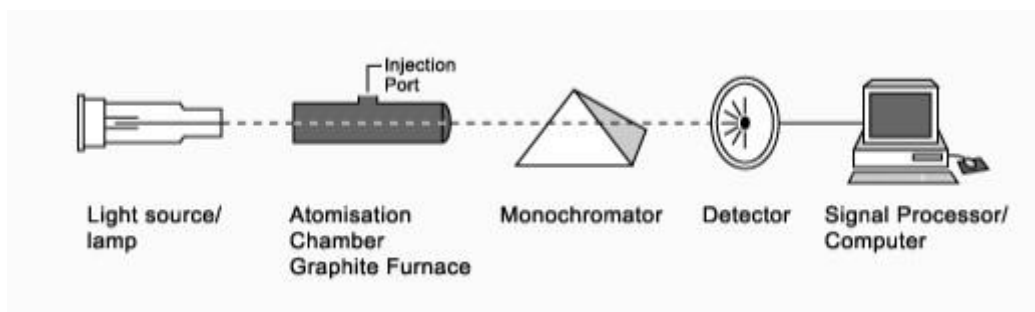 Injection
Port
Light source/
lamp
Atomisation
Chamber
Graphite Furnace
Monochromator
Detector
Signal Processor/
Computer